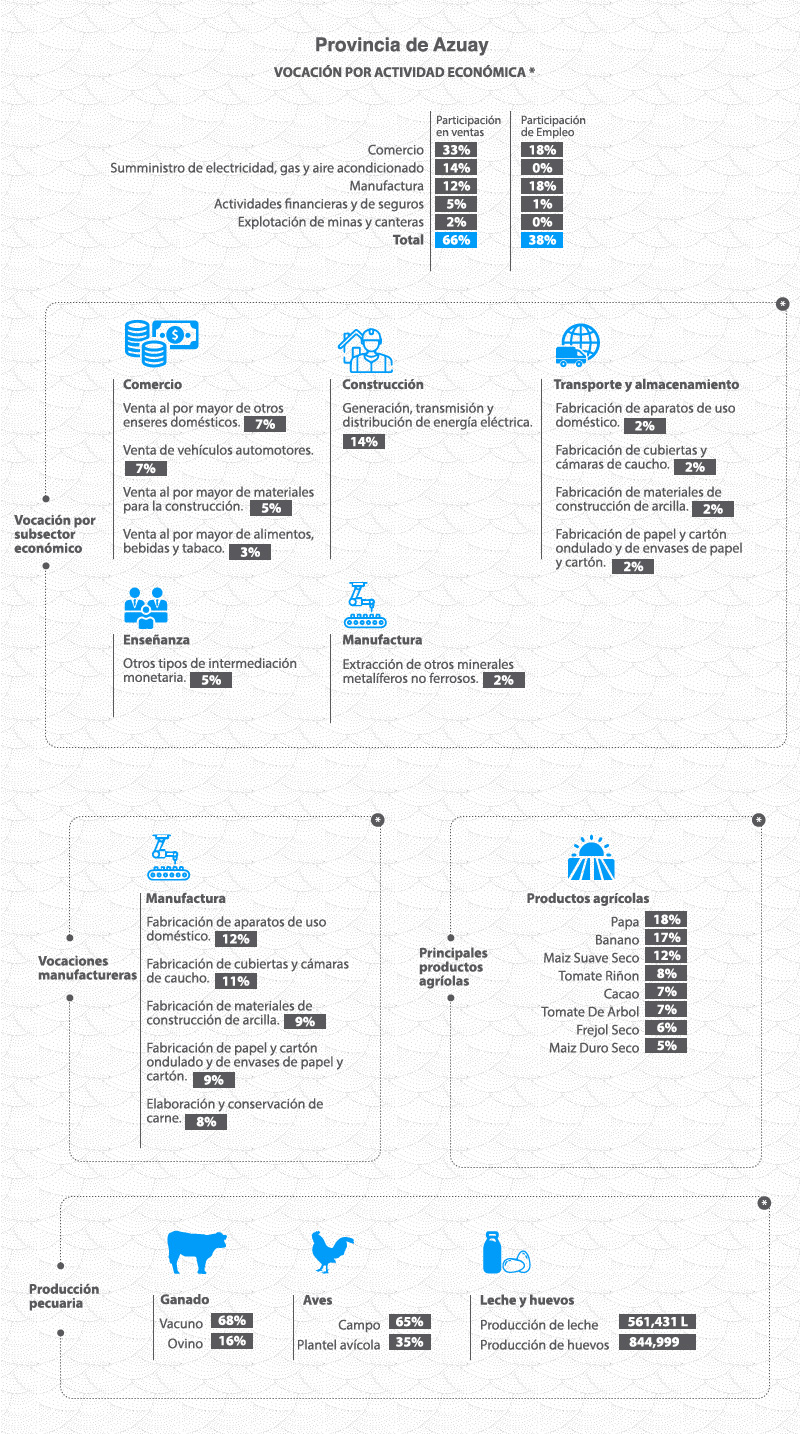 Provincia de Azuay
VOCACIÓN POR ACTIVIDAD ECONÓMICA *
Participación
en ventas
Participación
de Empleo
Comercio 33% 18%
Sumministro de electricidad, gas y aire acondicionado 14% 0%
Manufactura 12% 18%
Actividades financieras y de seguros 5% 1%
Explotación de minas y canteras 2% 0%
Total 66% 38%
*
Vocación por
subsector
económico
Comercio
Venta al por mayor de otros
enseres domésticos. 7%
Venta de vehículos automotores.
7%
Venta al por mayor de materiales
para la construcción. 5%
Venta al por mayor de alimentos,
bebidas y tabaco. 3%
Construcción
Generación, transmisión y
distribución de energía eléctrica.
14%
Transporte y almacenamiento
Fabricación de aparatos de uso
doméstico. 2%
Fabricación de cubiertas y
cámaras de caucho. 2%
Fabricación de materiales de
construcción de arcilla. 2%
Fabricación de papel y cartón
ondulado y de envases de papel
y cartón. 2%
Enseñanza
Otros tipos de intermediación
monetaria. 5%
Manufactura
Extracción de otros minerales
metalíferos no ferrosos. 2%
*
Vocaciones
manufactureras
Manufactura
Fabricación de aparatos de uso
doméstico. 12%
Fabricación de cubiertas y cámaras
de caucho. 11%
Fabricación de materiales de
construcción de arcilla. 9%
Fabricación de papel y cartón
ondulado y de envases de papel y
cartón. 9%
Elaboración y conservación de
carne. 8%
*
Principales
productos
agríolas
Productos agrícolas
Papa 18%
Banano 17%
Maiz Suave Seco 12%
Tomate Riñon 8%
Cacao 7%
Tomate De Arbol 7%
Frejol Seco 6%
Maiz Duro Seco 5%
*
Producción
pecuaria
Ganado
Vacuno 68%
Ovino 16%
Aves
Campo 65%
Plantel avícola 35%
Leche y huevos
Producción de leche 561,431 L
Producción de huevos 844,999